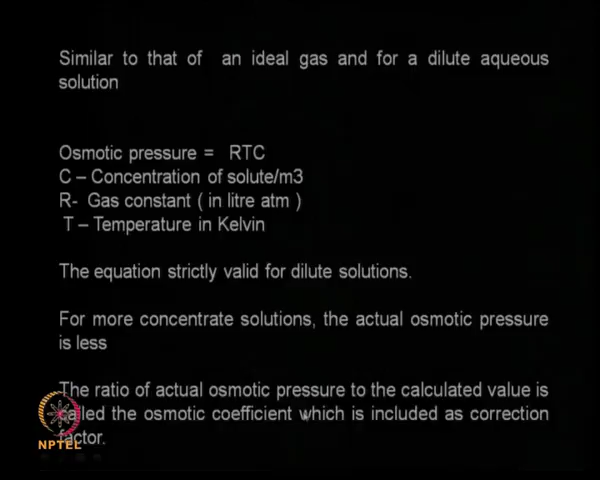 Similar to that of an ideal gas and for a dilute aqueous
solution
Osmotic pressure = RTC
C – Concentration of solute/m3
R- Gas constant ( in litre atm )
T – Temperature in Kelvin
The equation strictly valid for dilute solutions.
For more concentrate solutions, the actual osmotic pressure
is less
The ratio of actual osmotic pressure to the calculated value is
called the osmotic coefficient which is included as correction
factor.
NPTEL